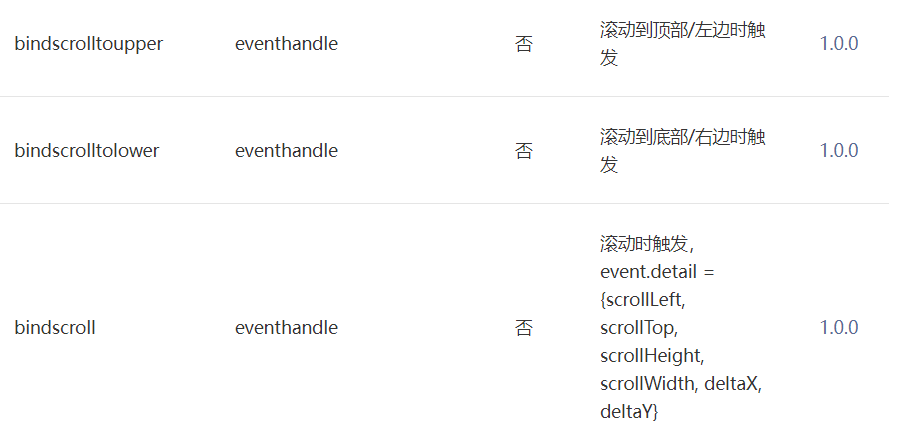 bindscrolltoupper eventhandle 否 滚动到顶部/左边时触 1.0.0
发
bindscrolltolower eventhandle 否 滚动到底部/右边时触 1.0.0
发
滚动时触发，
event.detail =
{scrollLeft,
scrollTop,
bindscroll eventhandle 否 1.0.0
scrollHeight,
scrollWidth, deltaX,
deltaY}